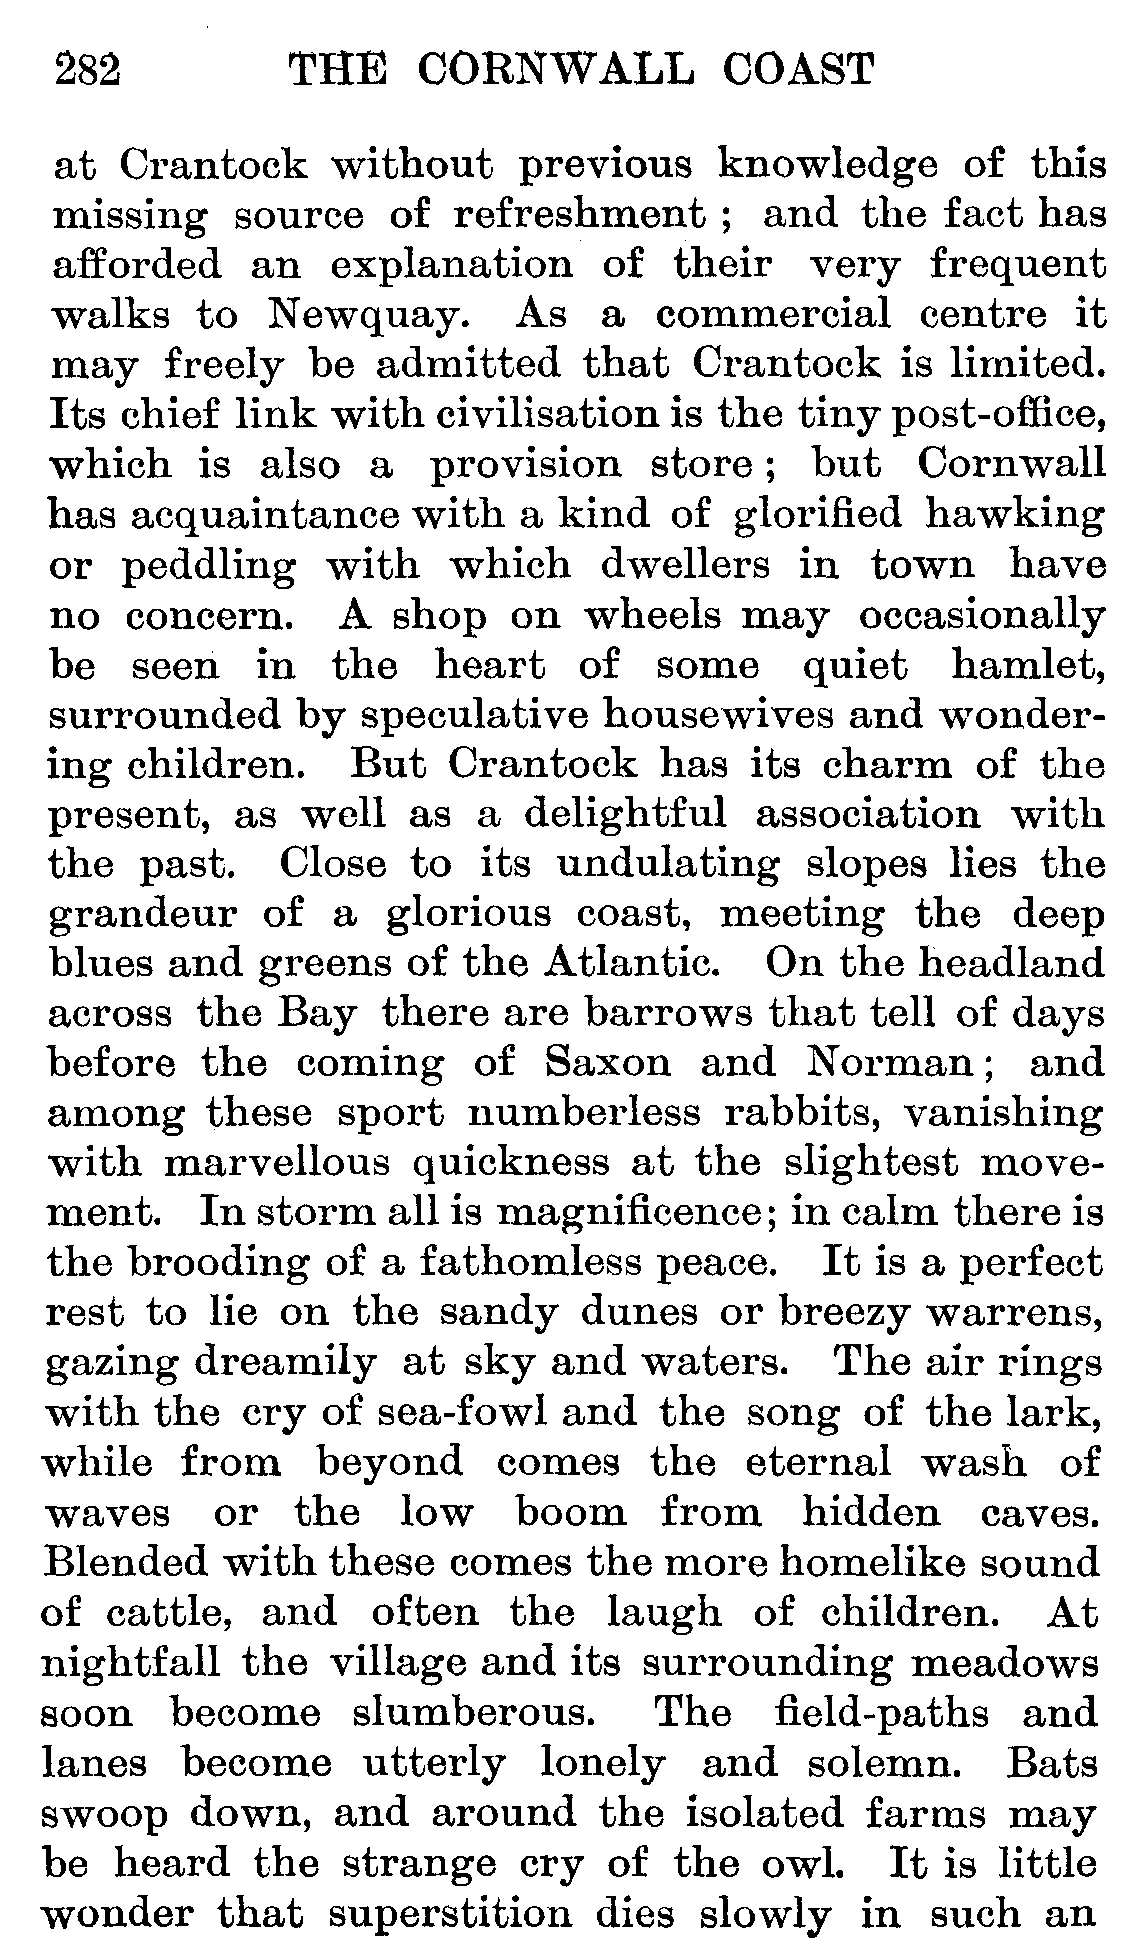 282 THE CORNWALL COAST
at Crantock without previous knowledge of this
missing source of refreshment ; and the fact has
afforded an explanation of their very frequent
walks to Newquay. As a commercial centre it
may freely be admitted that Crantock is limited.
Its chief link with civilisation is the tiny post-office,
which is also a provision store ; but Cornwall
has acquaintance with a kind of glorified hawking
or peddling with which dwellers in town have
no concern. A shop on wheels may occasionally
be seen in the heart of some quiet hamlet,
surrounded by speculative housewives and wonder-
ing children. But Crantock has its charm of the
present, as well as a delightful association with
the past. Close to its undulating slopes lies the
grandeur of a glorious coast, meeting the deep
blues and greens of the Atlantic. On the headland
across the Bay there are barrows that tell of days
before the coming of Saxon and Norman ; and
among these sport numberless rabbits, vanishing
with marvellous quickness at the slightest move-
ment. In storm all is magnificence; in calm there is
the brooding of a fathomless peace. It is a perfect
rest to lie on the sandy dunes or breezy warrens,
gazing dreamily at sky and waters. The air rings
with the cry of sea-fowl and the song of the lark,
while from beyond comes the eternal wash of
waves or the low boom from hidden caves.
Blended with these comes the more homelike sound
of cattle, and often the laugh of children. At
nightfall the village and its surrounding meadows
soon become slumberous. The field-paths and
lanes become utterly lonely and solemn. Bats
swoop down, and around the isolated farms may
be heard the strange cry of the owl. It is little
wonder that superstition dies slowly in such an